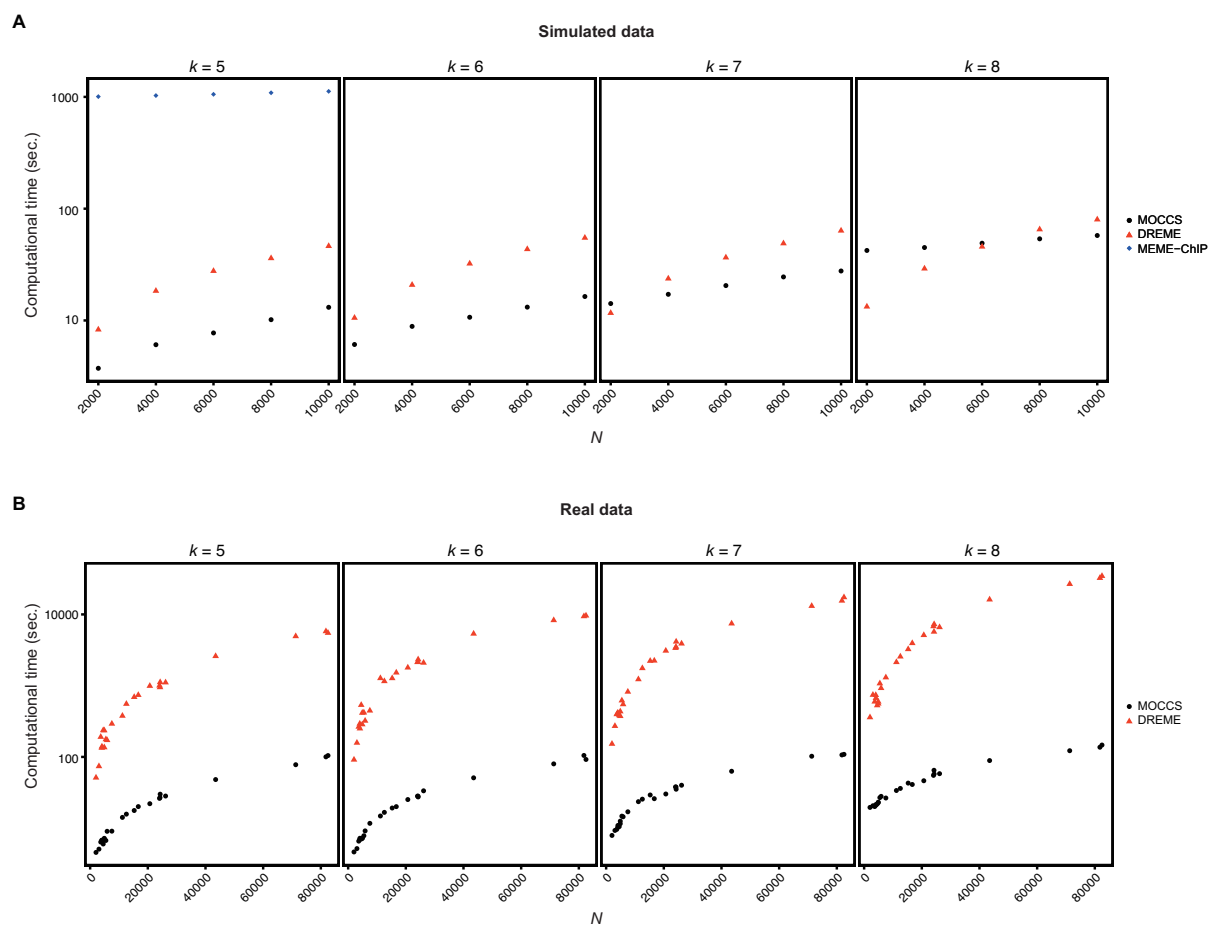 A
Simulated data
k = 5
k = 6
k = 7
k = 8
Computational time (sec.)
1000
100
10
2000
4000
6000
8000
10000
2000
4000
6000
8000
10000
2000
4000
6000
8000
10000
2000
4000
6000
8000
10000
N
MOCCS
DREME
MEME−ChIP
B
Real data
k = 5
k = 6
k = 7
k = 8
Computational time (sec.)
10000
100
0
20000
40000
60000
80000
0
20000
40000
60000
80000
0
20000
40000
60000
80000
0
20000
40000
60000
80000
N
MOCCS
DREME